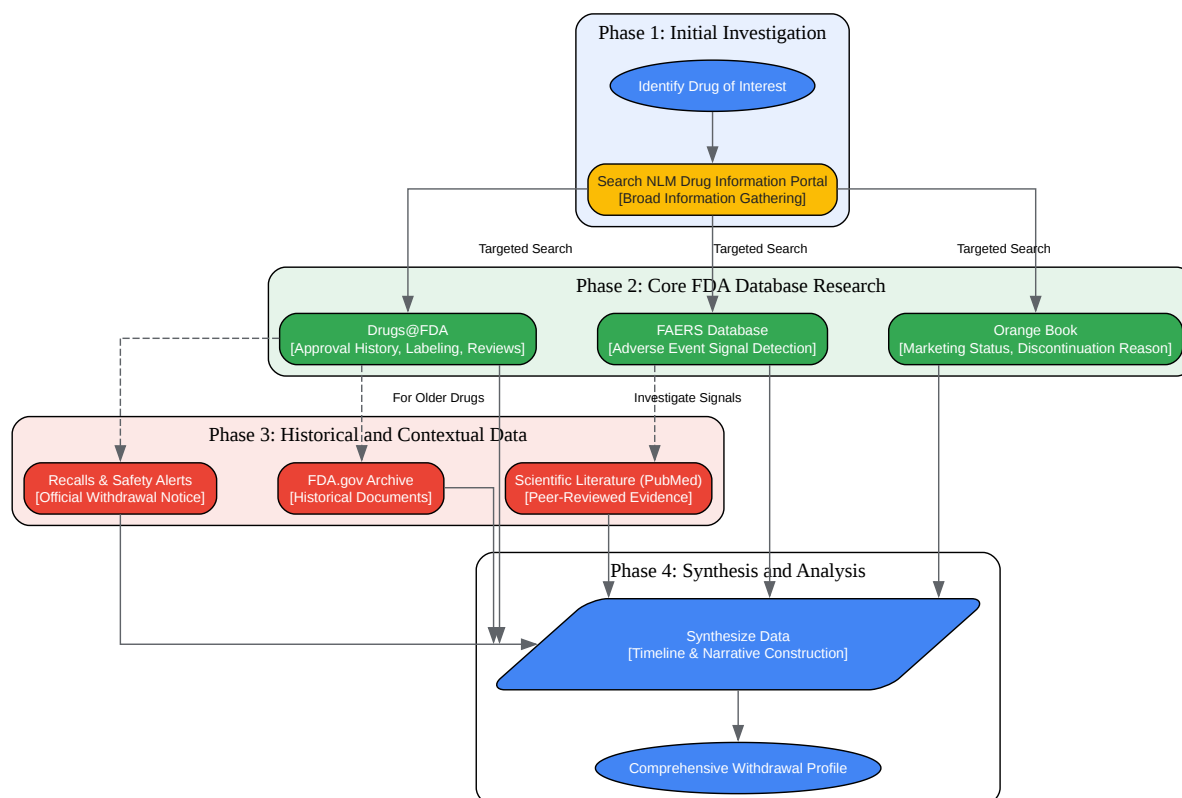 Phase 1: Initial Investigation
Identify Drug of Interest
Search NLM Drug Information Portal
[Broad Information Gathering]
Targeted Search
Targeted Search
Targeted Search
Phase 2: Core FDA Database Research
Drugs@FDA
[Approval History, Labeling, Reviews]
FAERS Database
[Adverse Event Signal Detection]
Orange Book
[Marketing Status, Discontinuation Reason]
For Older Drugs
Investigate Signals
Phase 3: Historical and Contextual Data
Recalls & Safety Alerts
[Official Withdrawal Notice]
FDA.gov Archive
[Historical Documents]
Scientific Literature (PubMed)
[Peer-Reviewed Evidence]
Phase 4: Synthesis and Analysis
Synthesize Data
[Timeline & Narrative Construction]
Comprehensive Withdrawal Profile